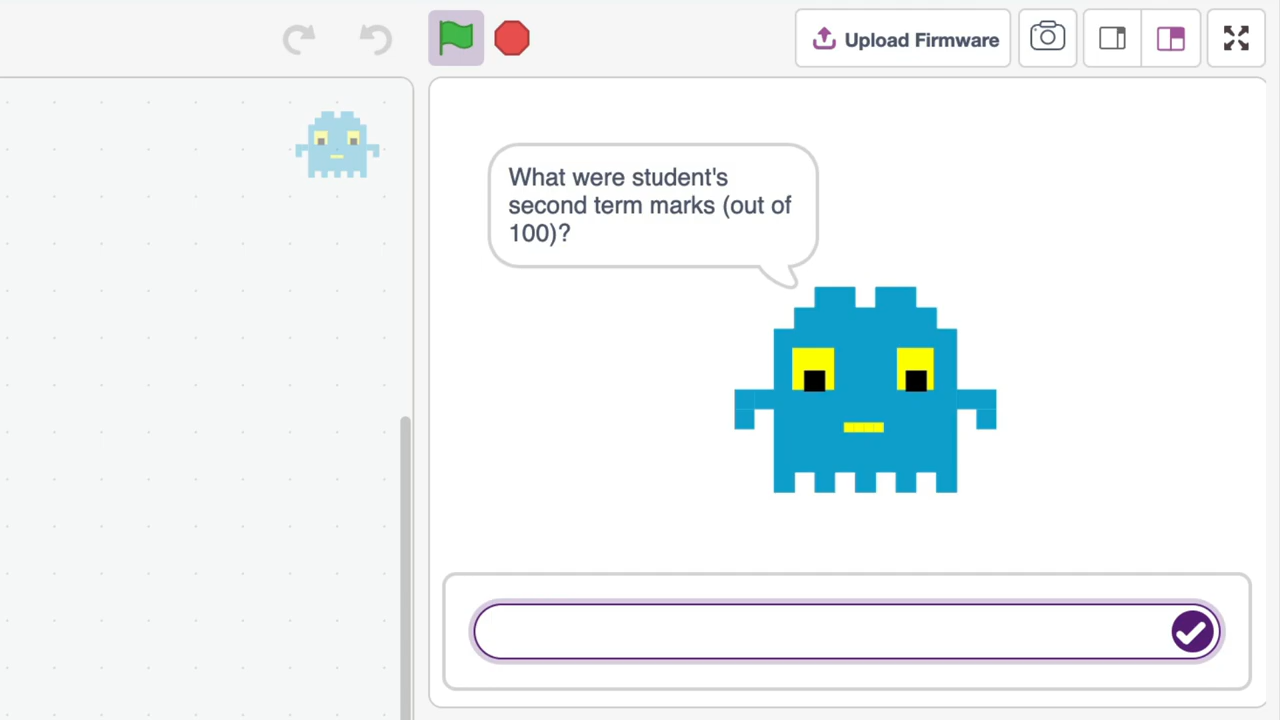 Upload Firmware
What were student's
second term marks (out of
100)?